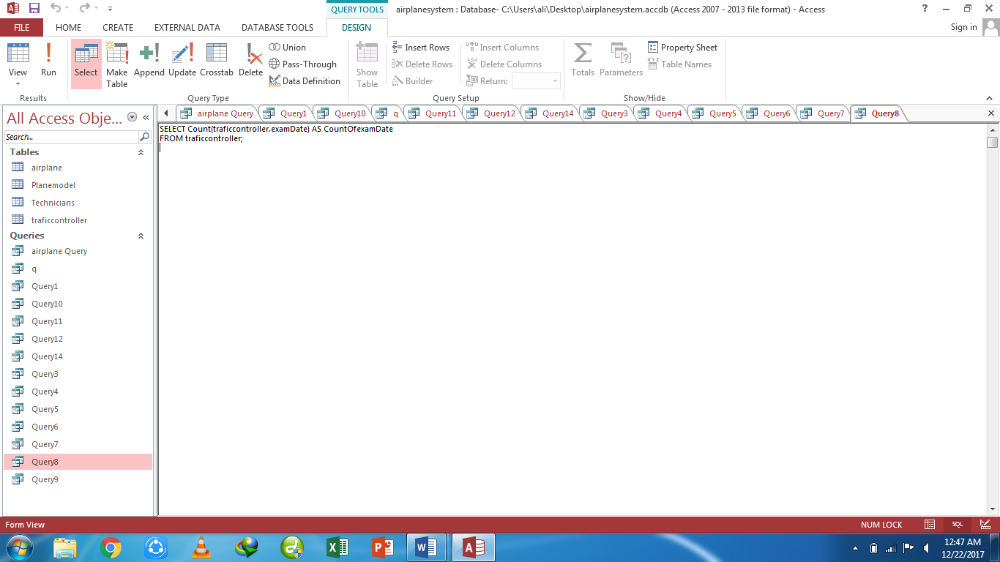 QUERY TOOLS
airplanesystem : Database- C:\Users\ali\Desktop\airplanesystem.accdb (Access 2007 - 2013 file format) - Access
FILE HOME CREATE EXTERNAL DATA DATABASE TOOLS DESIGN Sign in
View Run Select Make Table Append Update Crosstab Delete
Union
Pass-Through
Data Definition
Show Table
Insert Rows
Delete Rows
Builder
Insert Columns
Delete Columns
Return:
Totals Parameters
Property Sheet
Table Names
Results Query Type Query Setup Show/Hide
All Access Obje...
Search...
Tables
airplane
Planemodel
Technicians
traficcontroller
Queries
airplane Query
q
Query1
Query10
Query11
Query12
Query14
Query3
Query4
Query5
Query6
Query7
Query8
Query9
airplane Query Query1 Query10 q Query11 Query12 Query14 Query3 Query4 Query5 Query6 Query7 Query8
SELECT Count(traficcontroller.examDate) AS CountOfexamDate
FROM traficcontroller;
Form View NUM LOCK SQL
12:47 AM
12/22/2017